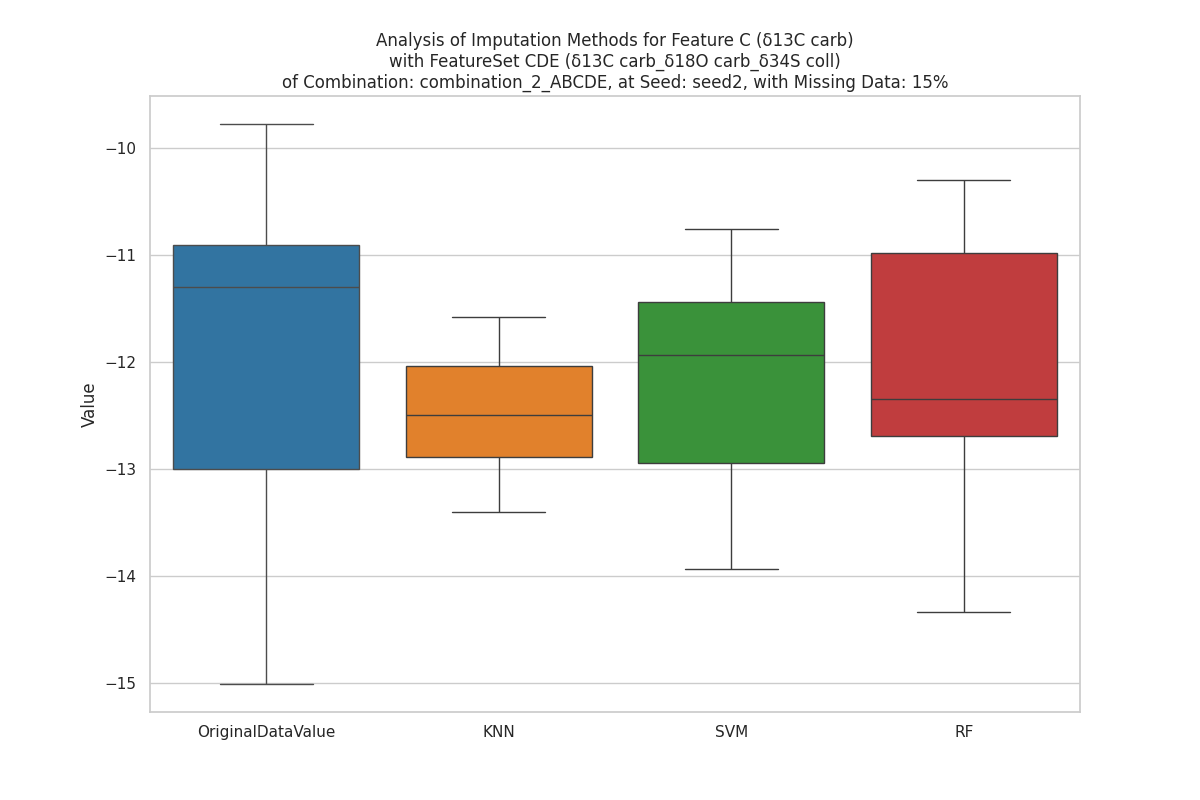 Analysis of Imputation Methods for Feature C (δ13C carb)
with FeatureSet CDE (δ13C carb_δ18O carb_δ34S coll)
of Combination: combination_2_ABCDE, at Seed: seed2, with Missing Data: 15%
Value
−10
−11
−12
−13
−14
−15
OriginalDataValue
KNN
SVM
RF